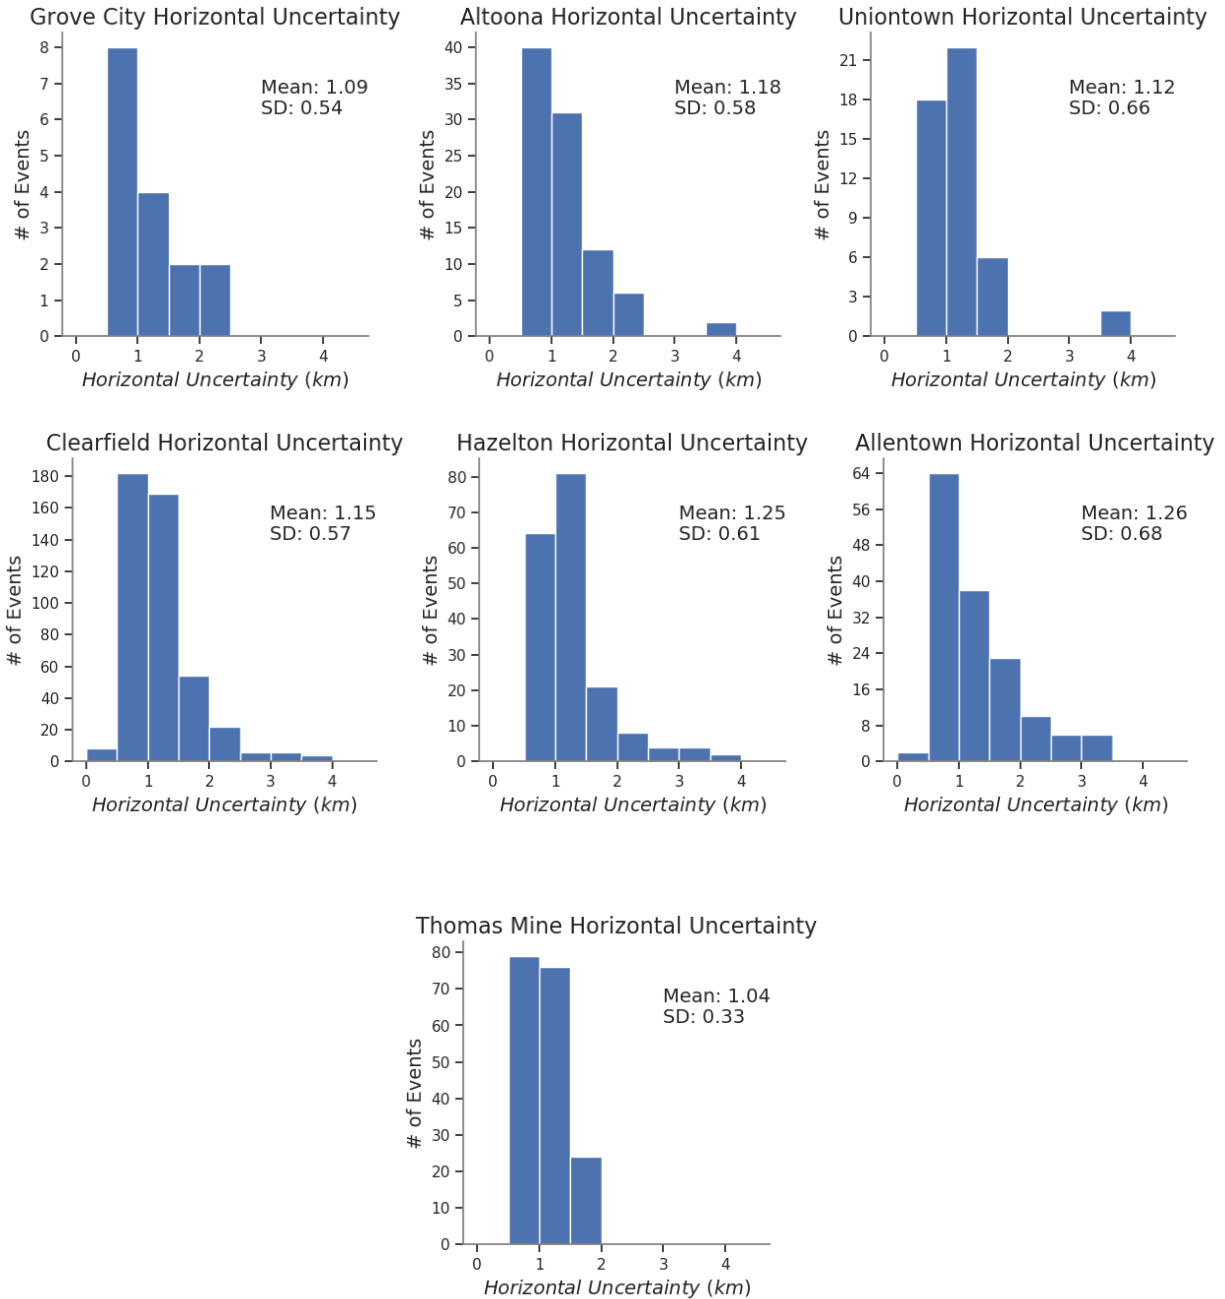 Grove City Horizontal Uncertainty
8
7
6
5
4
3
2
1
0
# of Events
Mean: 1.09
SD: 0.54
0 1 2 3 4
Horizontal Uncertainty (km)
Altoona Horizontal Uncertainty
40
35
30
25
20
15
10
5
0
# of Events
Mean: 1.18
SD: 0.58
0 1 2 3 4
Horizontal Uncertainty (km)
Uniontown Horizontal Uncertainty
21
18
15
12
9
6
3
0
# of Events
Mean: 1.12
SD: 0.66
0 1 2 3 4
Horizontal Uncertainty (km)
Clearfield Horizontal Uncertainty
180
160
140
120
100
80
60
40
20
0
# of Events
Mean: 1.15
SD: 0.57
0 1 2 3 4
Horizontal Uncertainty (km)
Hazelton Horizontal Uncertainty
80
70
60
50
40
30
20
10
0
# of Events
Mean: 1.25
SD: 0.61
0 1 2 3 4
Horizontal Uncertainty (km)
Allentown Horizontal Uncertainty
64
56
48
40
32
24
16
8
0
# of Events
Mean: 1.26
SD: 0.68
0 1 2 3 4
Horizontal Uncertainty (km)
Thomas Mine Horizontal Uncertainty
80
70
60
50
40
30
20
10
0
# of Events
Mean: 1.04
SD: 0.33
0 1 2 3 4
Horizontal Uncertainty (km)